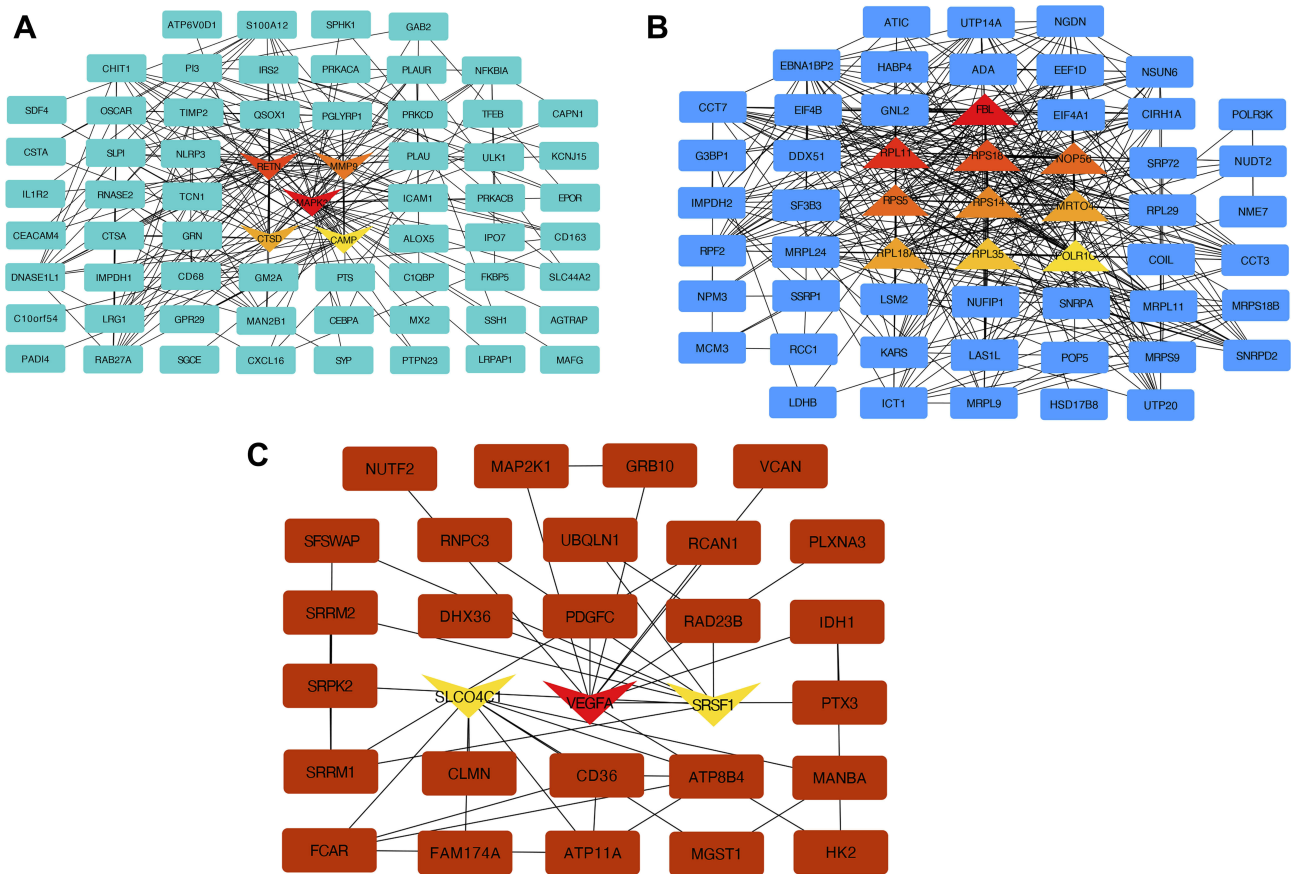 A
ATP6V0D1 S100A12 SPHK1 GAB2
CHIT1 PI3 IRS2 PRKACA PLAUR NFKBIA
SDF4 OSCAR TIMP2 QSOX1 PGLYRP1 PRKCD TFEB CAPN1
CSTA SLPI NLRP3 RETN MMP9 PLAU ULK1 KCNJ15
IL1R2 RNASE2 TCN1 ICAM1 PRKACB EPOR
CEACAM4 CTSA GRN CTSD CAMP ALOX5 IPO7 CD163
DNASE1L1 IMPDH1 CD68 GM2A PTS C1QBP FKBP5 SLC44A2
C10orf54 LRG1 GPR29 MAN2B1 CEBPA MX2 SSH1 AGTRAP
PADI4 RAB27A SGCE CXCL16 SYP PTPN23 LRPAP1 MAFG
B
ATIC UTP14A NGDN
EBNA1BP2 HABP4 ADA EEF1D NSUN6
CCT7 EIF4B GNL2 FBL EIF4A1 CIRH1A POLR3K
G3BP1 DDX51 RPL11 RPS16 NOP56 SRP72 NUDT2
IMPDH2 SF3B3 RPS5 RPS14 MRTO4 RPL29 NME7
RPF2 MRPL24 RPL18A RPL35 POLR1C COIL CCT3
NPM3 SSRP1 LSM2 NUFIP1 SNRPA MRPL11 MRPS18B
MCM3 RCC1 KARS LAS1L POP5 MRPS9 SNRPD2
LDHB ICT1 MRPL9 HSD17B8 UTP20
C
NUTF2 MAP2K1 GRB10 VCAN
SFSWAP RNPC3 UBQLN1 RCAN1 PLXNA3
SRRM2 DHX36 PDGFC RAD23B IDH1
SRPK2 SLCO4C1 VEGFA SRSF1 PTX3
SRRM1 CLMN CD36 ATP8B4 MANBA
FCAR FAM174A ATP11A MGST1 HK2